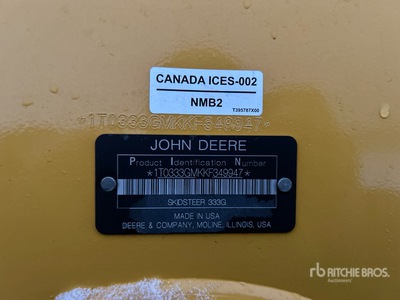 CANADA ICES-002
NMB2
T395787X00
*1T0333GMKKF349947*
JOHN DEERE
Product Identification Number
*1T0333GMKKF349947*
SKIDSTEER 333G
MADE IN USA
DEERE & COMPANY, MOLINE, ILLINOIS, USA
rb RITCHIE BROS.
Auctioneers